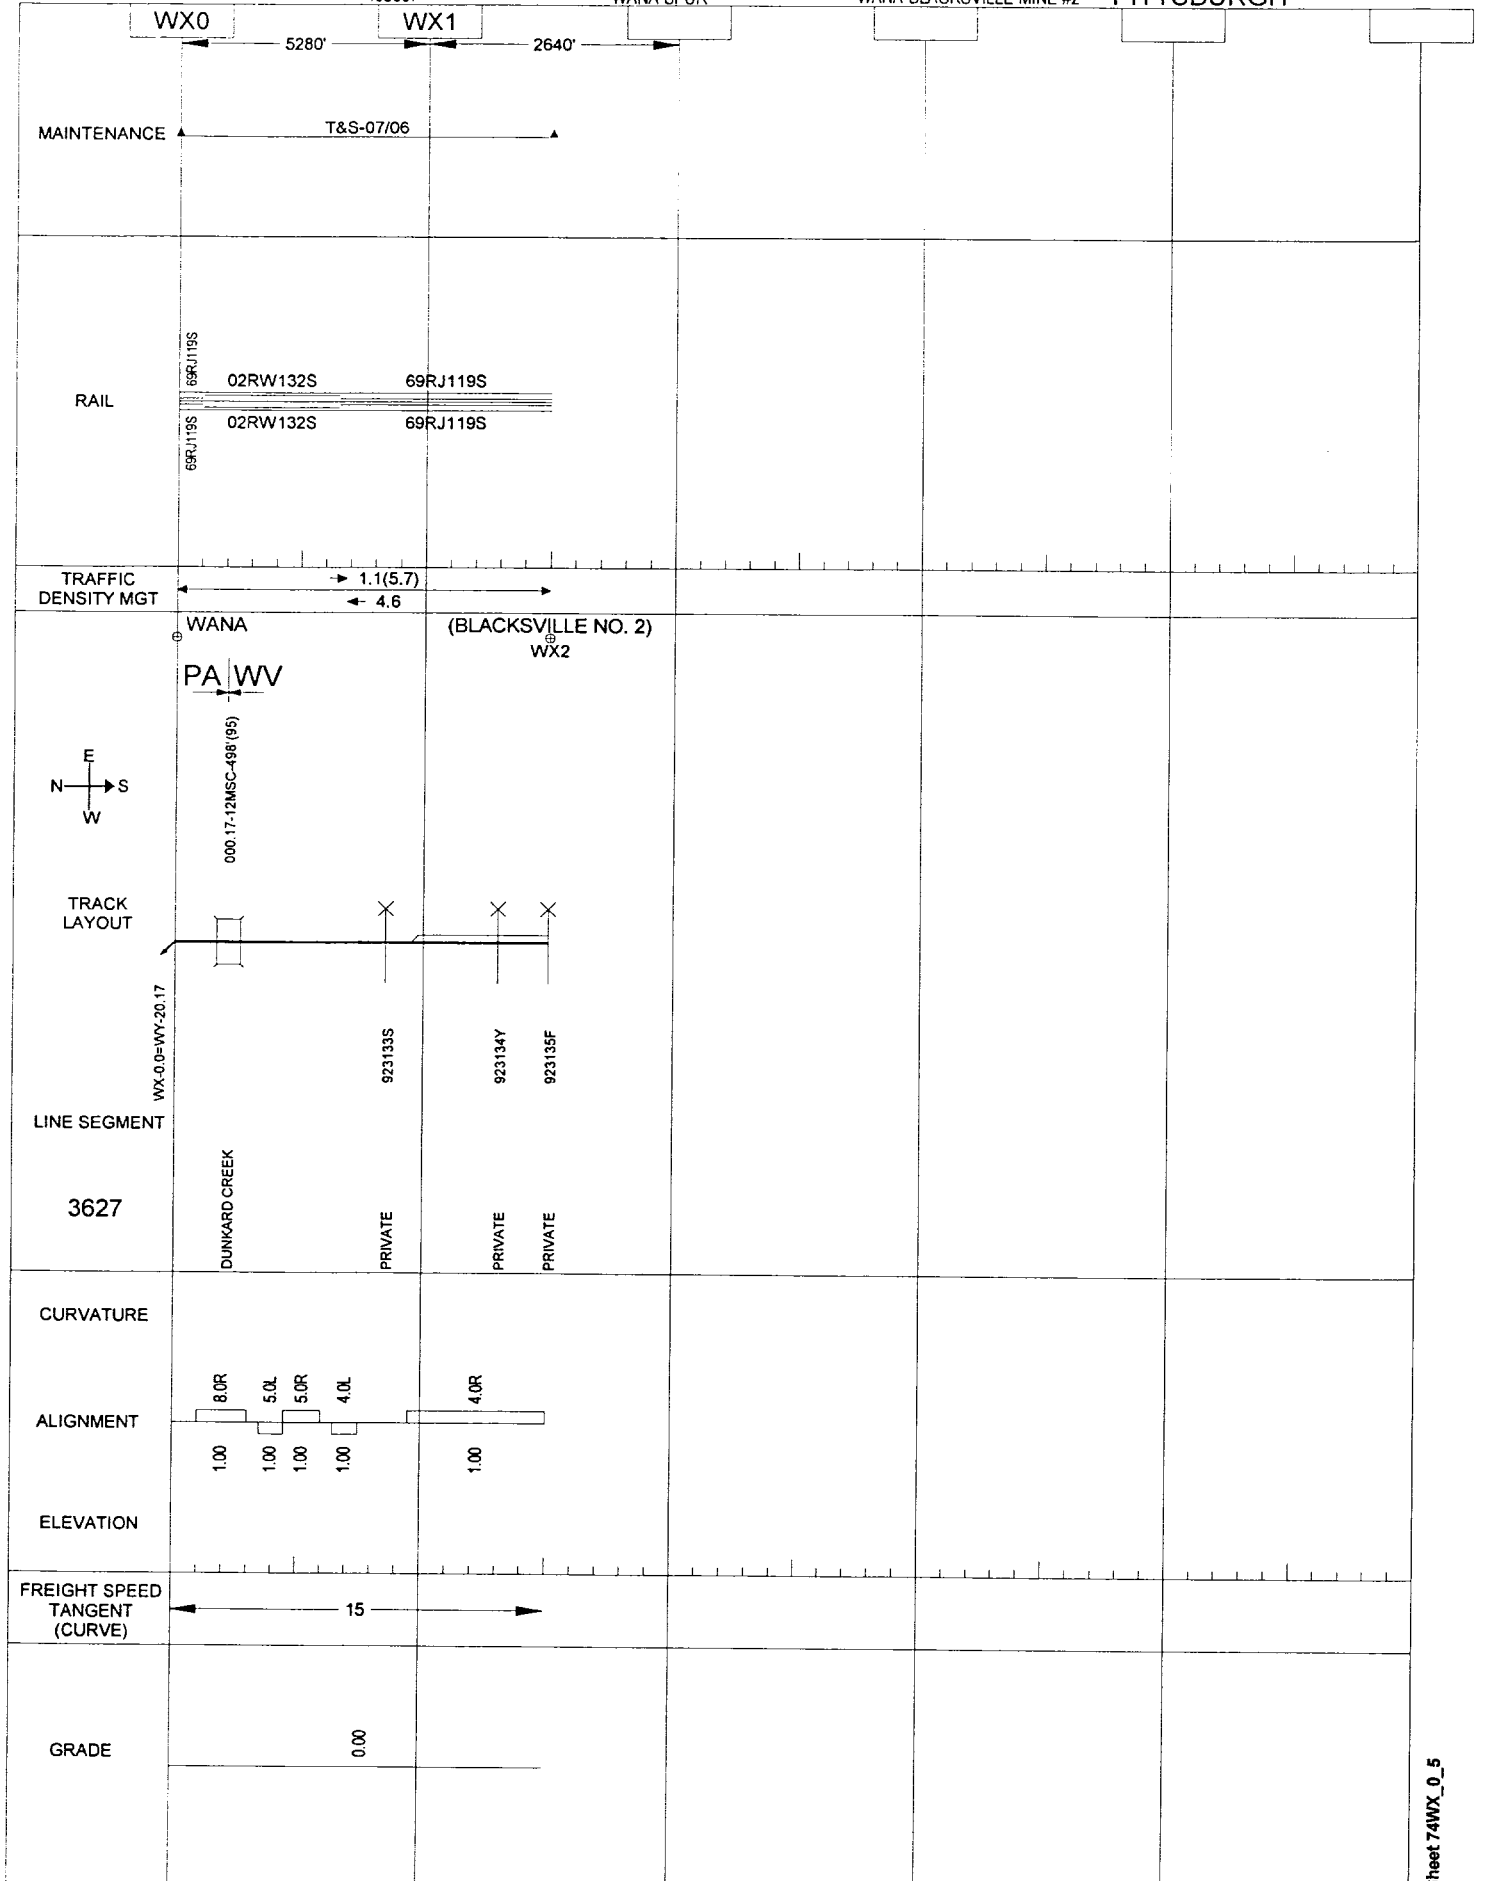 WANA SPUR
WANA-BLACKSVILLE MINE #2
PITTSBURGH
WX0
WX1
5280'
2640'
MAINTENANCE
T&S-07/06
69RJ119S
02RW132S
69RJ119S
RAIL
69RJ119S
02RW132S
69RJ119S
TRAFFIC
DENSITY MGT
1.1(5.7)
4.6
WANA
(BLACKSVILLE NO. 2)
WX2
PA WV
000.17-12MSC-498'(95)
E
N S
W
TRACK
LAYOUT
WX-0.0=WY-20.17
923133S
923134Y
923135F
LINE SEGMENT
3627
DUNKARD CREEK
PRIVATE
PRIVATE
PRIVATE
CURVATURE
8.0R
5.0L
5.0R
4.0L
4.0R
ALIGNMENT
1.00
1.00
1.00
1.00
1.00
ELEVATION
FREIGHT SPEED
TANGENT
(CURVE)
15
GRADE
0.00
heet 74WX_0_5